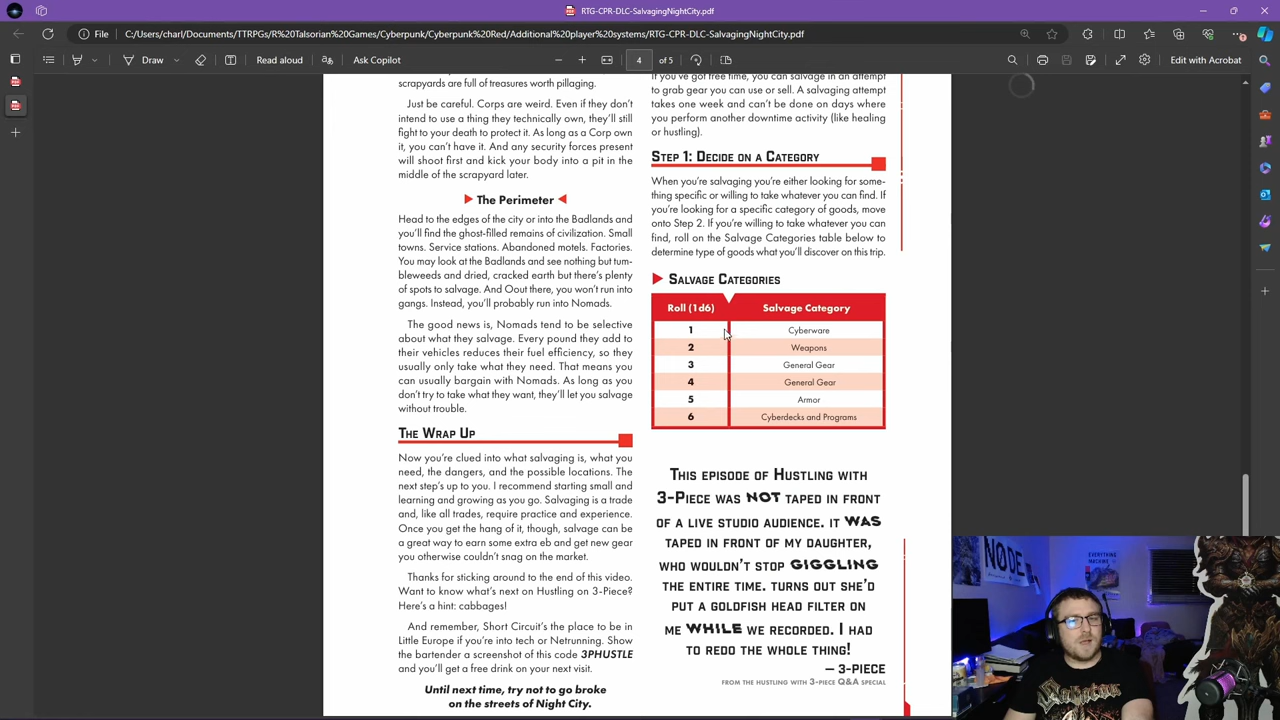 RTG-CPR-DLC-SalvagingNightCity.pdf
File
C:/Users/charl/Documents/TTRPGs/R%20Talsorian%20Games/Cyberpunk/Cyberpunk%20Red/Additional%20player%20systems/RTG-CPR-DLC-SalvagingNightCity.pdf
Draw
Read aloud
Ask Copilot
4 of 5
Edit with Acrobat
scrapyards are full of treasures worth pillaging.
Just be careful. Corps are weird. Even if they don't
intend to use a thing they technically own, they'll still
fight to your death to protect it. As long as a Corp own
it, you can't have it. And any security forces present
will shoot first and kick your body into a pit in the
middle of the scrapyard later.
The Perimeter
Head to the edges of the city or into the Badlands and
you'll find the ghost-filled remains of civilization. Small
towns. Service stations. Abandoned motels. Factories.
You may look at the Badlands and see nothing but tum-
bleweeds and dried, cracked earth but there's plenty
of spots to salvage. And Oout there, you won't run into
gangs. Instead, you'll probably run into Nomads.
The good news is, Nomads tend to be selective
about what they salvage. Every pound they add to
their vehicles reduces their fuel efficiency, so they
usually only take what they need. That means you
can usually bargain with Nomads. As long as you
don't try to take what they want, they'll let you salvage
without trouble.
The Wrap Up
Now you're clued into what salvaging is, what you
need, the dangers, and the possible locations. The
next step's up to you. I recommend starting small and
learning and growing as you go. Salvaging is a trade
and, like all trades, require practice and experience.
Once you get the hang of it, though, salvage can be
a great way to earn some extra eb and get new gear
you otherwise couldn't snag on the market.
Thanks for sticking around to the end of this video.
Want to know what's next on Hustling on 3-Piece?
Here's a hint: cabbages!
And remember, Short Circuit's the place to be in
Little Europe if you're into tech or Netrunning. Show
the bartender a screenshot of this code 3PHUSTLE
and you'll get a free drink on your next visit.
Until next time, try not to go broke
on the streets of Night City.
If you've got free time, you can salvage in an attempt
to grab gear you can use or sell. A salvaging attempt
takes one week and can't be done on days where
you perform another downtime activity (like healing
or hustling).
Step 1: Decide on a Category
When you're salvaging you're either looking for some-
thing specific or willing to take whatever you can find. If
you're looking for a specific category of goods, move
onto Step 2. If you're willing to take whatever you can
find, roll on the Salvage Categories table below to
determine type of goods what you'll discover on this trip.
Salvage Categories
Roll (1d6) Salvage Category
1 Cyberware
2 Weapons
3 General Gear
4 General Gear
5 Armor
6 Cyberdecks and Programs
This episode of Hustling with
3-Piece was NOT taped in front
of a live studio audience. It WAS
taped in front of my daughter,
who wouldn't stop GIGGLING
the entire time. Turns out she'd
put a goldfish head filter on
me WHILE we recorded. I had
to redo the whole thing!
— 3-Piece
from the Hustling with 3-Piece Q&A Special
NODE
EVERYTHING
Sabaton